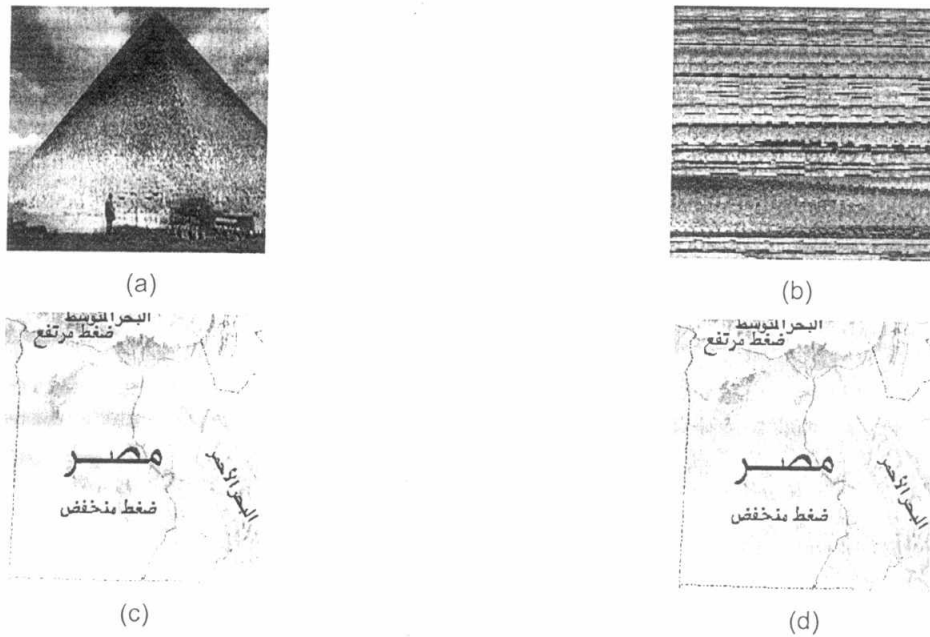 (a)
(b)
البحر المتوسط
ضغط مرتفع
مصر
البحر الأحمر
ضغط منخفض
(c)
البحر المتوسط
ضغط مرتفع
مصر
البحر الأحمر
ضغط منخفض
(d)